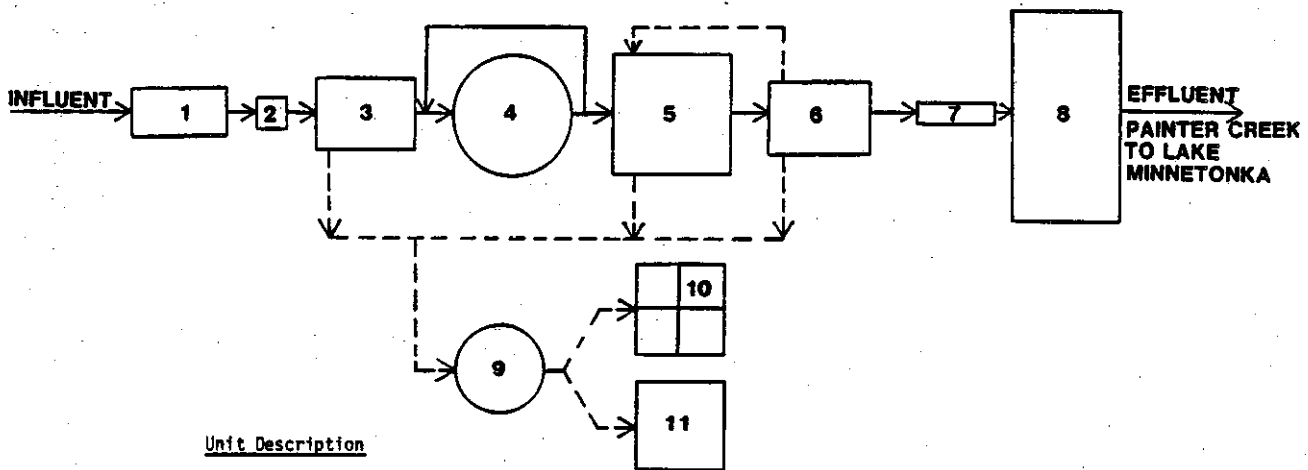 INFLUENT
1
2
3
4
5
6
7
8
EFFLUENT
PAINTER CREEK
TO LAKE
MINNETONKA
10
9
11
Unit Description